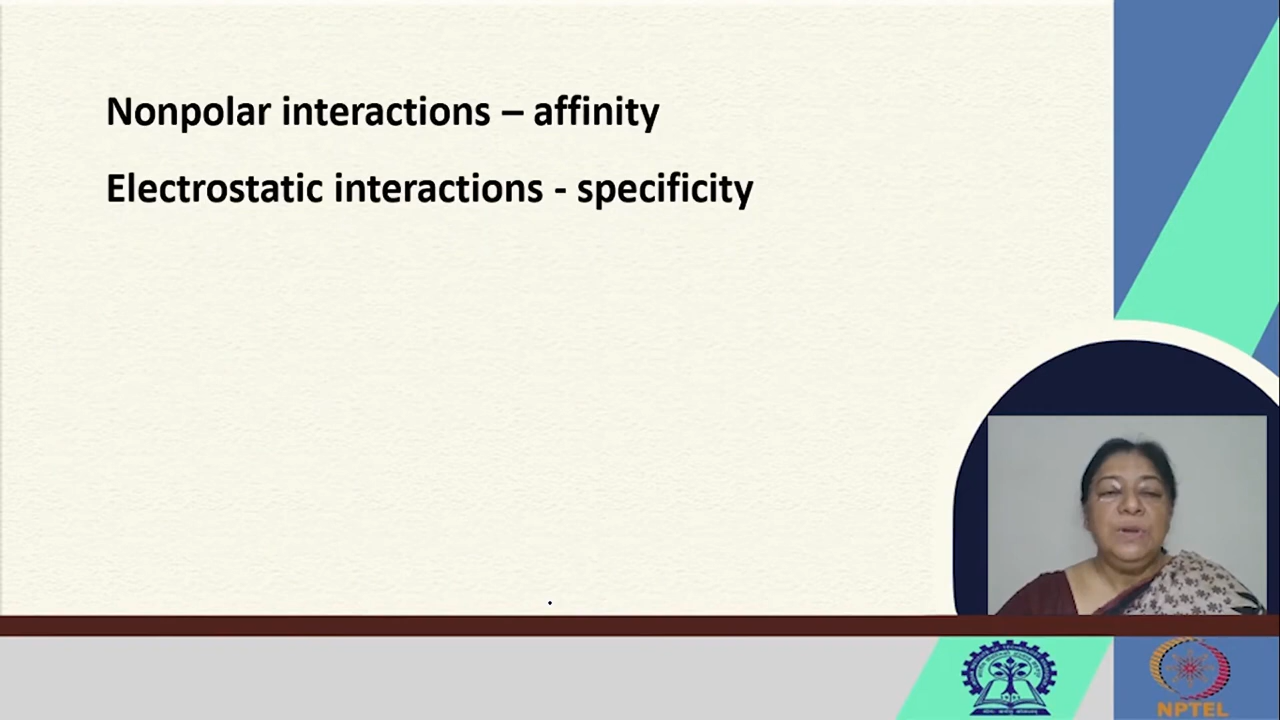 Nonpolar interactions – affinity
Electrostatic interactions - specificity
NPTEL